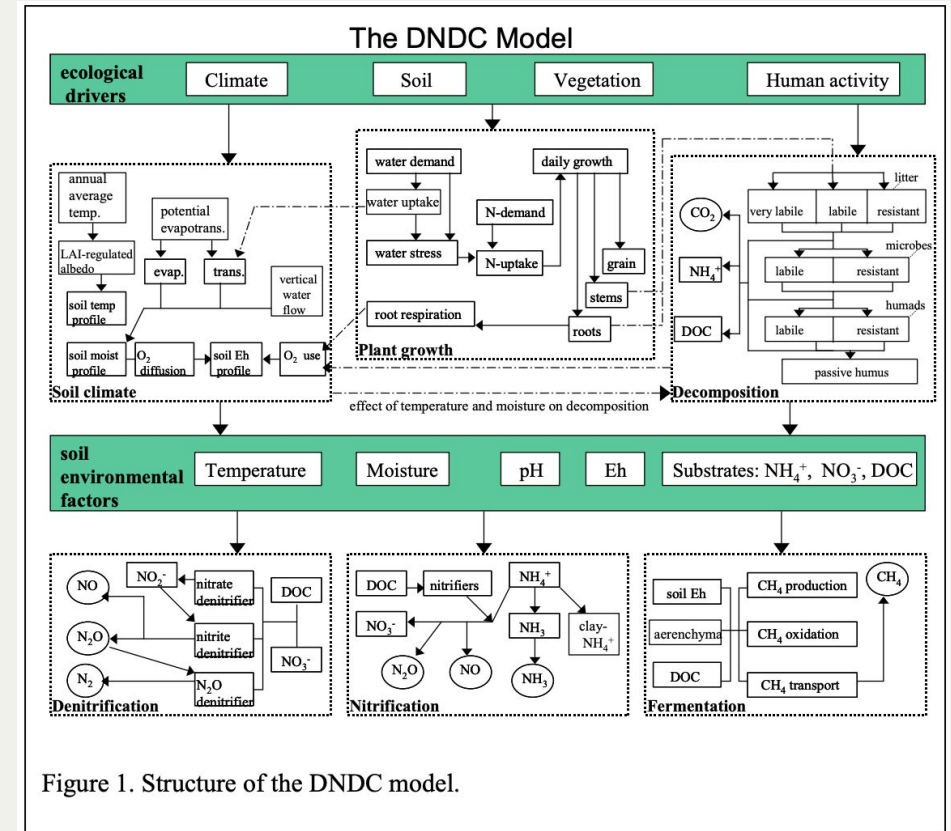 The DNDC Model
ecological
drivers
Climate
Soil
Vegetation
Human activity
annual
average
temp.
potential
evapotrans.
LAI-regulated
albedo
evap.
trans.
vertical
water
flow
soil temp
profile
soil moist
profile
O₂
diffusion
soil Eh
profile
O₂ use
Soil climate
water demand
daily growth
water uptake
N-demand
water stress
N-uptake
grain
stems
root respiration
roots
Plant growth
litter
CO₂
very labile
labile
resistant
microbes
NH₄⁺
labile
resistant
humads
DOC
labile
resistant
passive humus
Decomposition
effect of temperature and moisture on decomposition
soil
environmental
factors
Temperature
Moisture
pH
Eh
Substrates: NH₄⁺, NO₃⁻, DOC
NO
NO₂⁻
nitrate
denitrifier
DOC
N₂O
nitrite
denitrifier
NO₃⁻
N₂
N₂O
denitrifier
Denitrification
DOC
nitrifiers
NH₄⁺
NO₃⁻
NH₃
clay-
NH₄⁺
N₂O
NO
NH₃
Nitrification
soil Eh
CH₄ production
CH₄
aerenchyma
CH₄ oxidation
DOC
CH₄ transport
Fermentation
Figure 1. Structure of the DNDC model.